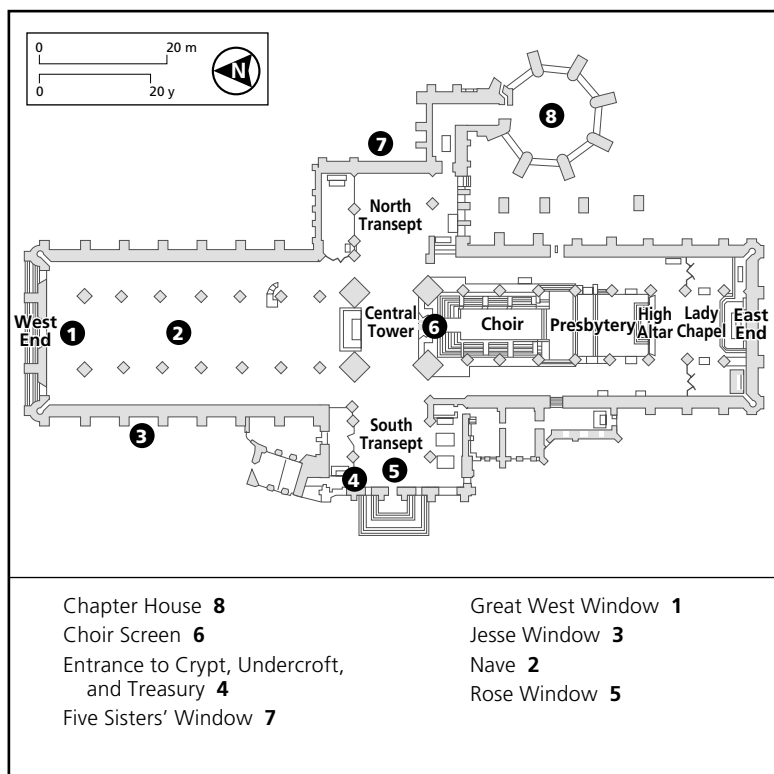 0 20 m
0 20 y
N
8
7
North
Transept
West
End
1
2
Central
Tower
6
Choir
Presbytery
High
Altar
Lady
Chapel
East
End
3
South
Transept
4
5
Chapter House 8
Choir Screen 6
Entrance to Crypt, Undercroft,
and Treasury 4
Five Sisters’ Window 7
Great West Window 1
Jesse Window 3
Nave 2
Rose Window 5